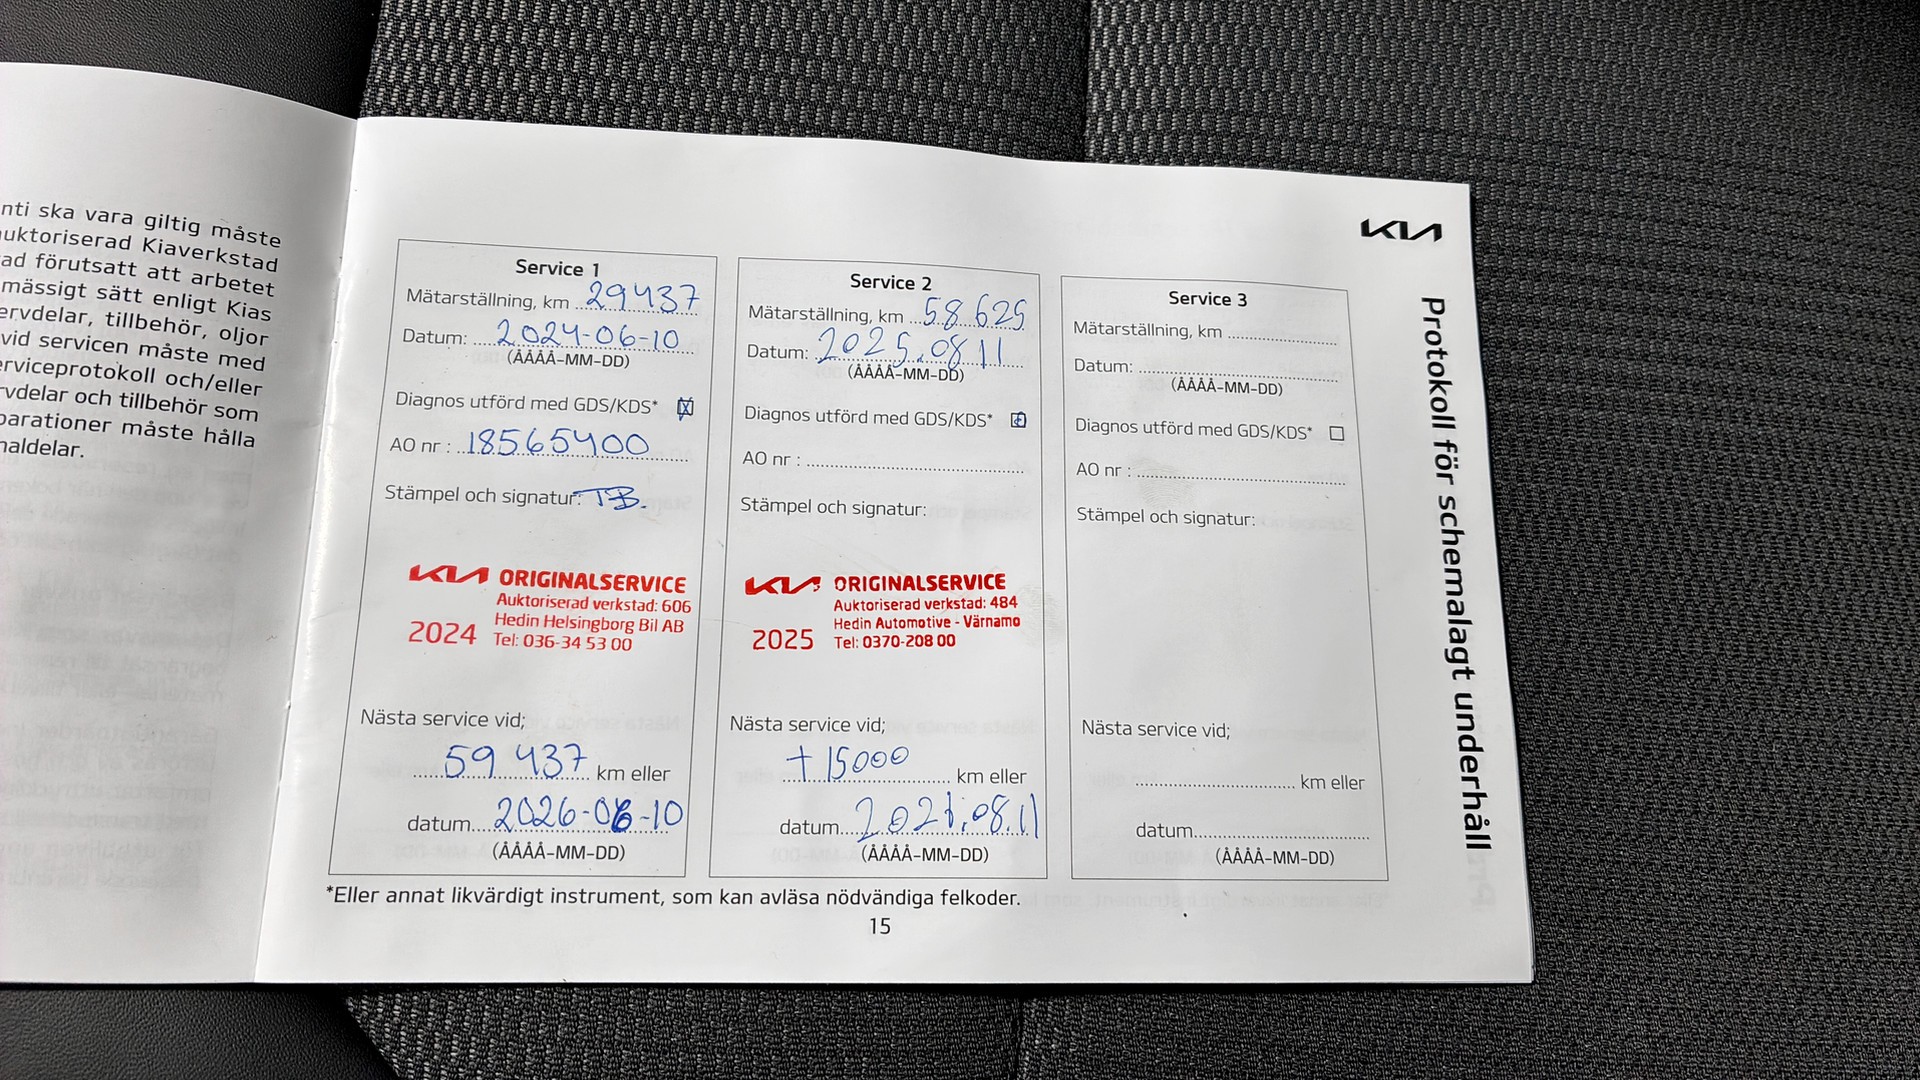 nti ska vara giltig måste
auktoriserad Kiaverkstad
ad förutsatt att arbetet
mässigt sätt enligt Kias
ervdelar, tillbehör, oljor
vid servicen måste med
erviceprotokoll och/eller
rvdelar och tillbehör som
parationer måste hålla
naldelar.
KIA
Protokoll för schemalagt underhåll
Service 1
Mätarställning, km 29437
Datum: 2024-06-10
(ÅÅÅÅ-MM-DD)
Diagnos utförd med GDS/KDS*
AO nr : 18565400
Stämpel och signatur: TB.
KIA ORIGINALSERVICE
Auktoriserad verkstad: 606
Hedin Helsingborg Bil AB
2024 Tel: 036-34 53 00
Nästa service vid;
59 437 km eller
datum 2026-06-10
(ÅÅÅÅ-MM-DD)
Service 2
Mätarställning, km 58625
Datum: 2025.08 11
(ÅÅÅÅ-MM-DD)
Diagnos utförd med GDS/KDS*
AO nr :
Stämpel och signatur:
KIA ORIGINALSERVICE
Auktoriserad verkstad: 484
Hedin Automotive - Värnamo
2025 Tel: 0370-208 00
Nästa service vid;
+15000 km eller
datum
(ÅÅÅÅ-MM-DD)
Service 3
Mätarställning, km
Datum:
(ÅÅÅÅ-MM-DD)
Diagnos utförd med GDS/KDS*
AO nr :
Stämpel och signatur:
Nästa service vid;
km eller
datum
(ÅÅÅÅ-MM-DD)
*Eller annat likvärdigt instrument, som kan avläsa nödvändiga felkoder.
15